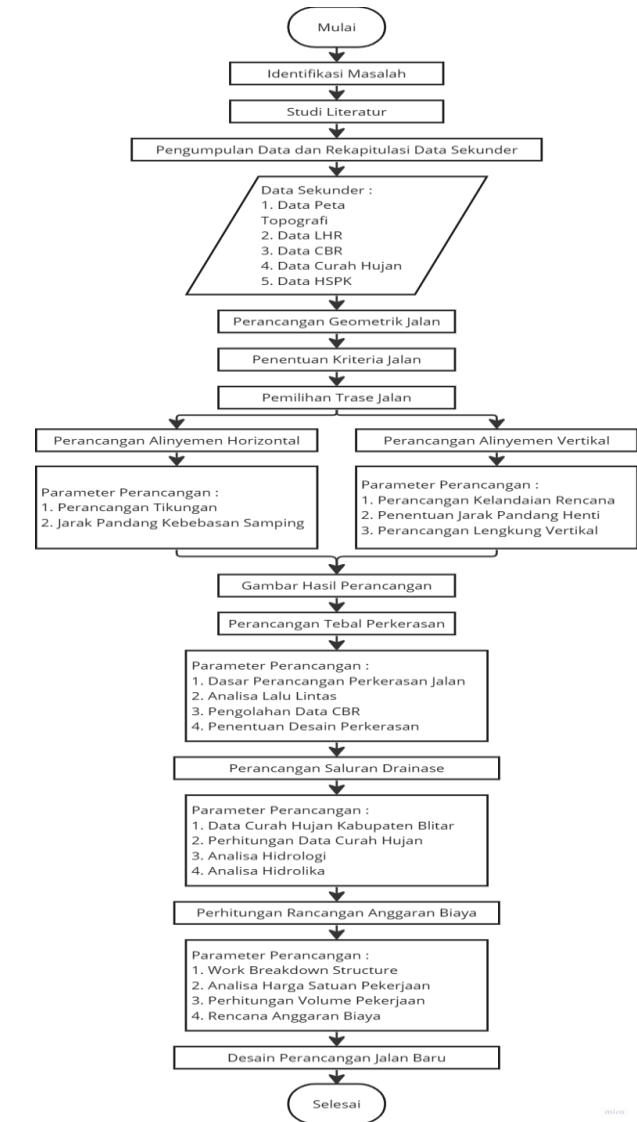 Mulai
Identifikasi Masalah
Studi Literatur
Pengumpulan Data dan Rekapitulasi Data Sekunder
Data Sekunder :
1. Data Peta
Topografi
2. Data LHR
3. Data CBR
4. Data Curah Hujan
5. Data HSPK
Perancangan Geometrik Jalan
Penentuan Kriteria Jalan
Pemilihan Trase Jalan
Perancangan Alinyemen Horizontal
Parameter Perancangan :
1. Perancangan Tikungan
2. Jarak Pandang Kebebasan Samping
Perancangan Alinyemen Vertikal
Parameter Perancangan :
1. Perancangan Kelandaian Rencana
2. Penentuan Jarak Pandang Henti
3. Perancangan Lengkung Vertikal
Gambar Hasil Perancangan
Perancangan Tebal Perkerasan
Parameter Perancangan :
1. Dasar Perancangan Perkerasan Jalan
2. Analisa Lalu Lintas
3. Pengolahan Data CBR
4. Penentuan Desain Perkerasan
Perancangan Saluran Drainase
Parameter Perancangan :
1. Data Curah Hujan Kabupaten Blitar
2. Perhitungan Data Curah Hujan
3. Analisa Hidrologi
4. Analisa Hidrolika
Perhitungan Rancangan Anggaran Biaya
Parameter Perancangan :
1. Work Breakdown Structure
2. Analisa Harga Satuan Pekerjaan
3. Perhitungan Volume Pekerjaan
4. Rencana Anggaran Biaya
Desain Perancangan Jalan Baru
Selesai
miro